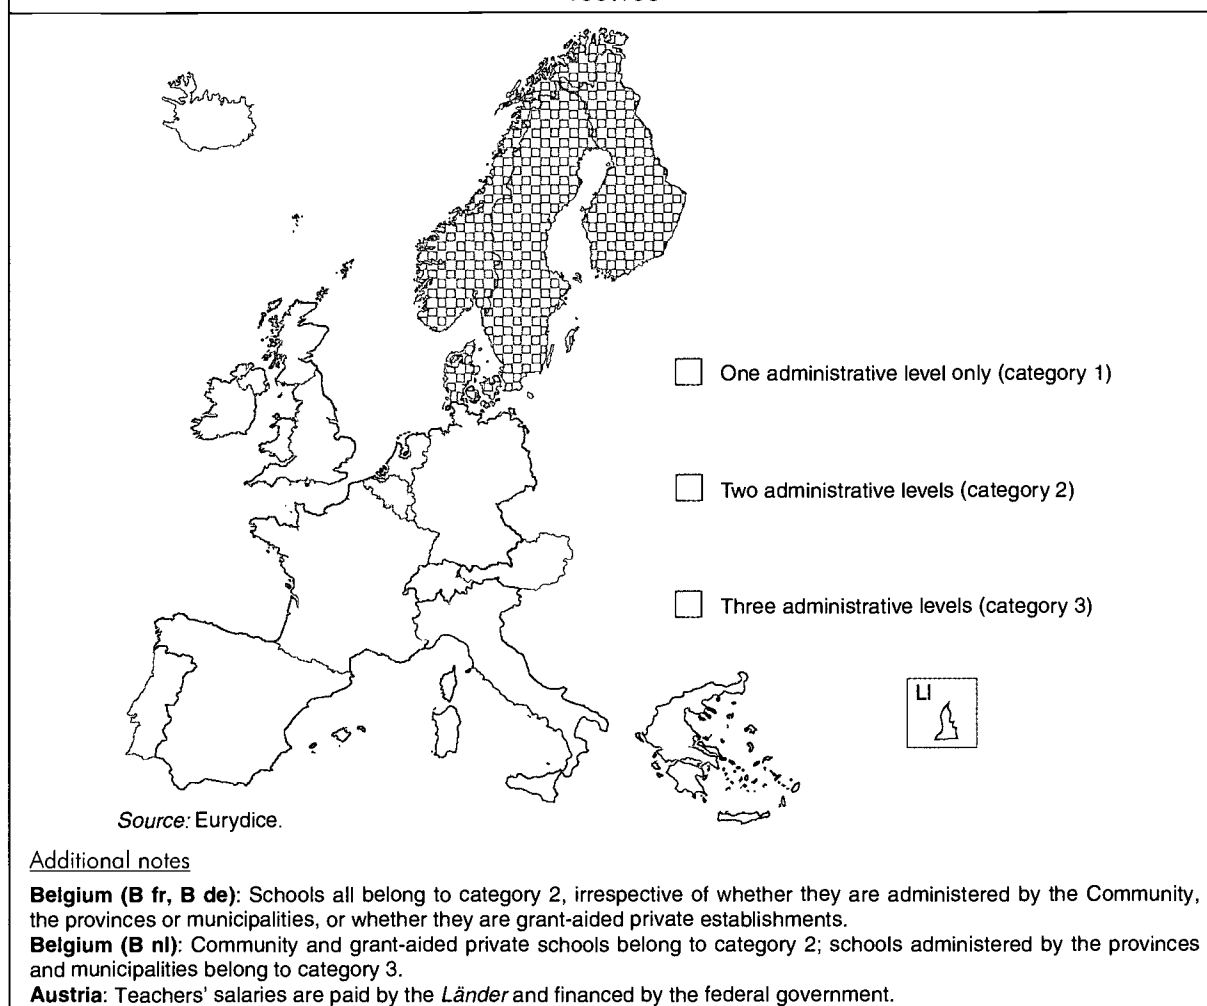 One administrative level only (category 1)
Two administrative levels (category 2)
Three administrative levels (category 3)
LI
Source: Eurydice.
Additional notes
Belgium (B fr, B de): Schools all belong to category 2, irrespective of whether they are administered by the Community,
the provinces or municipalities, or whether they are grant-aided private establishments.
Belgium (B nl): Community and grant-aided private schools belong to category 2; schools administered by the provinces
and municipalities belong to category 3.
Austria: Teachers' salaries are paid by the Länder and financed by the federal government.